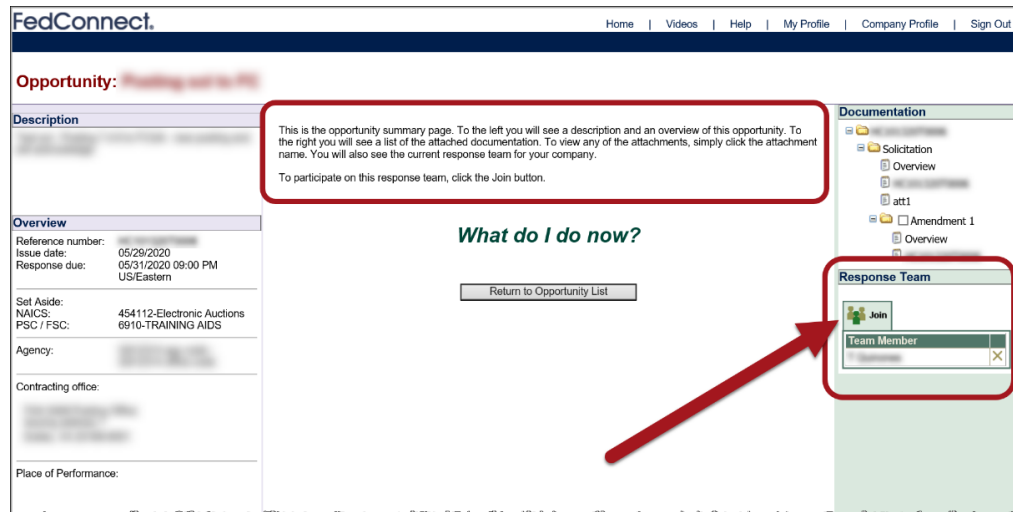 FedConnect.
Home | Videos | Help | My Profile | Company Profile | Sign Out
Opportunity:
Description
Overview
Reference number:
Issue date: 05/29/2020
Response due: 05/31/2020 09:00 PM
US/Eastern
Set Aside:
NAICS: 454112-Electronic Auctions
PSC / FSC: 6910-TRAINING AIDS
Agency:
Contracting office:
Place of Performance:
This is the opportunity summary page. To the left you will see a description and an overview of this opportunity. To
the right you will see a list of the attached documentation. To view any of the attachments, simply click the attachment
name. You will also see the current response team for your company.
To participate on this response team, click the Join button.
What do I do now?
Return to Opportunity List
Documentation
Solicitation
Overview
att1
Amendment 1
Overview
Response Team
Join
Team Member